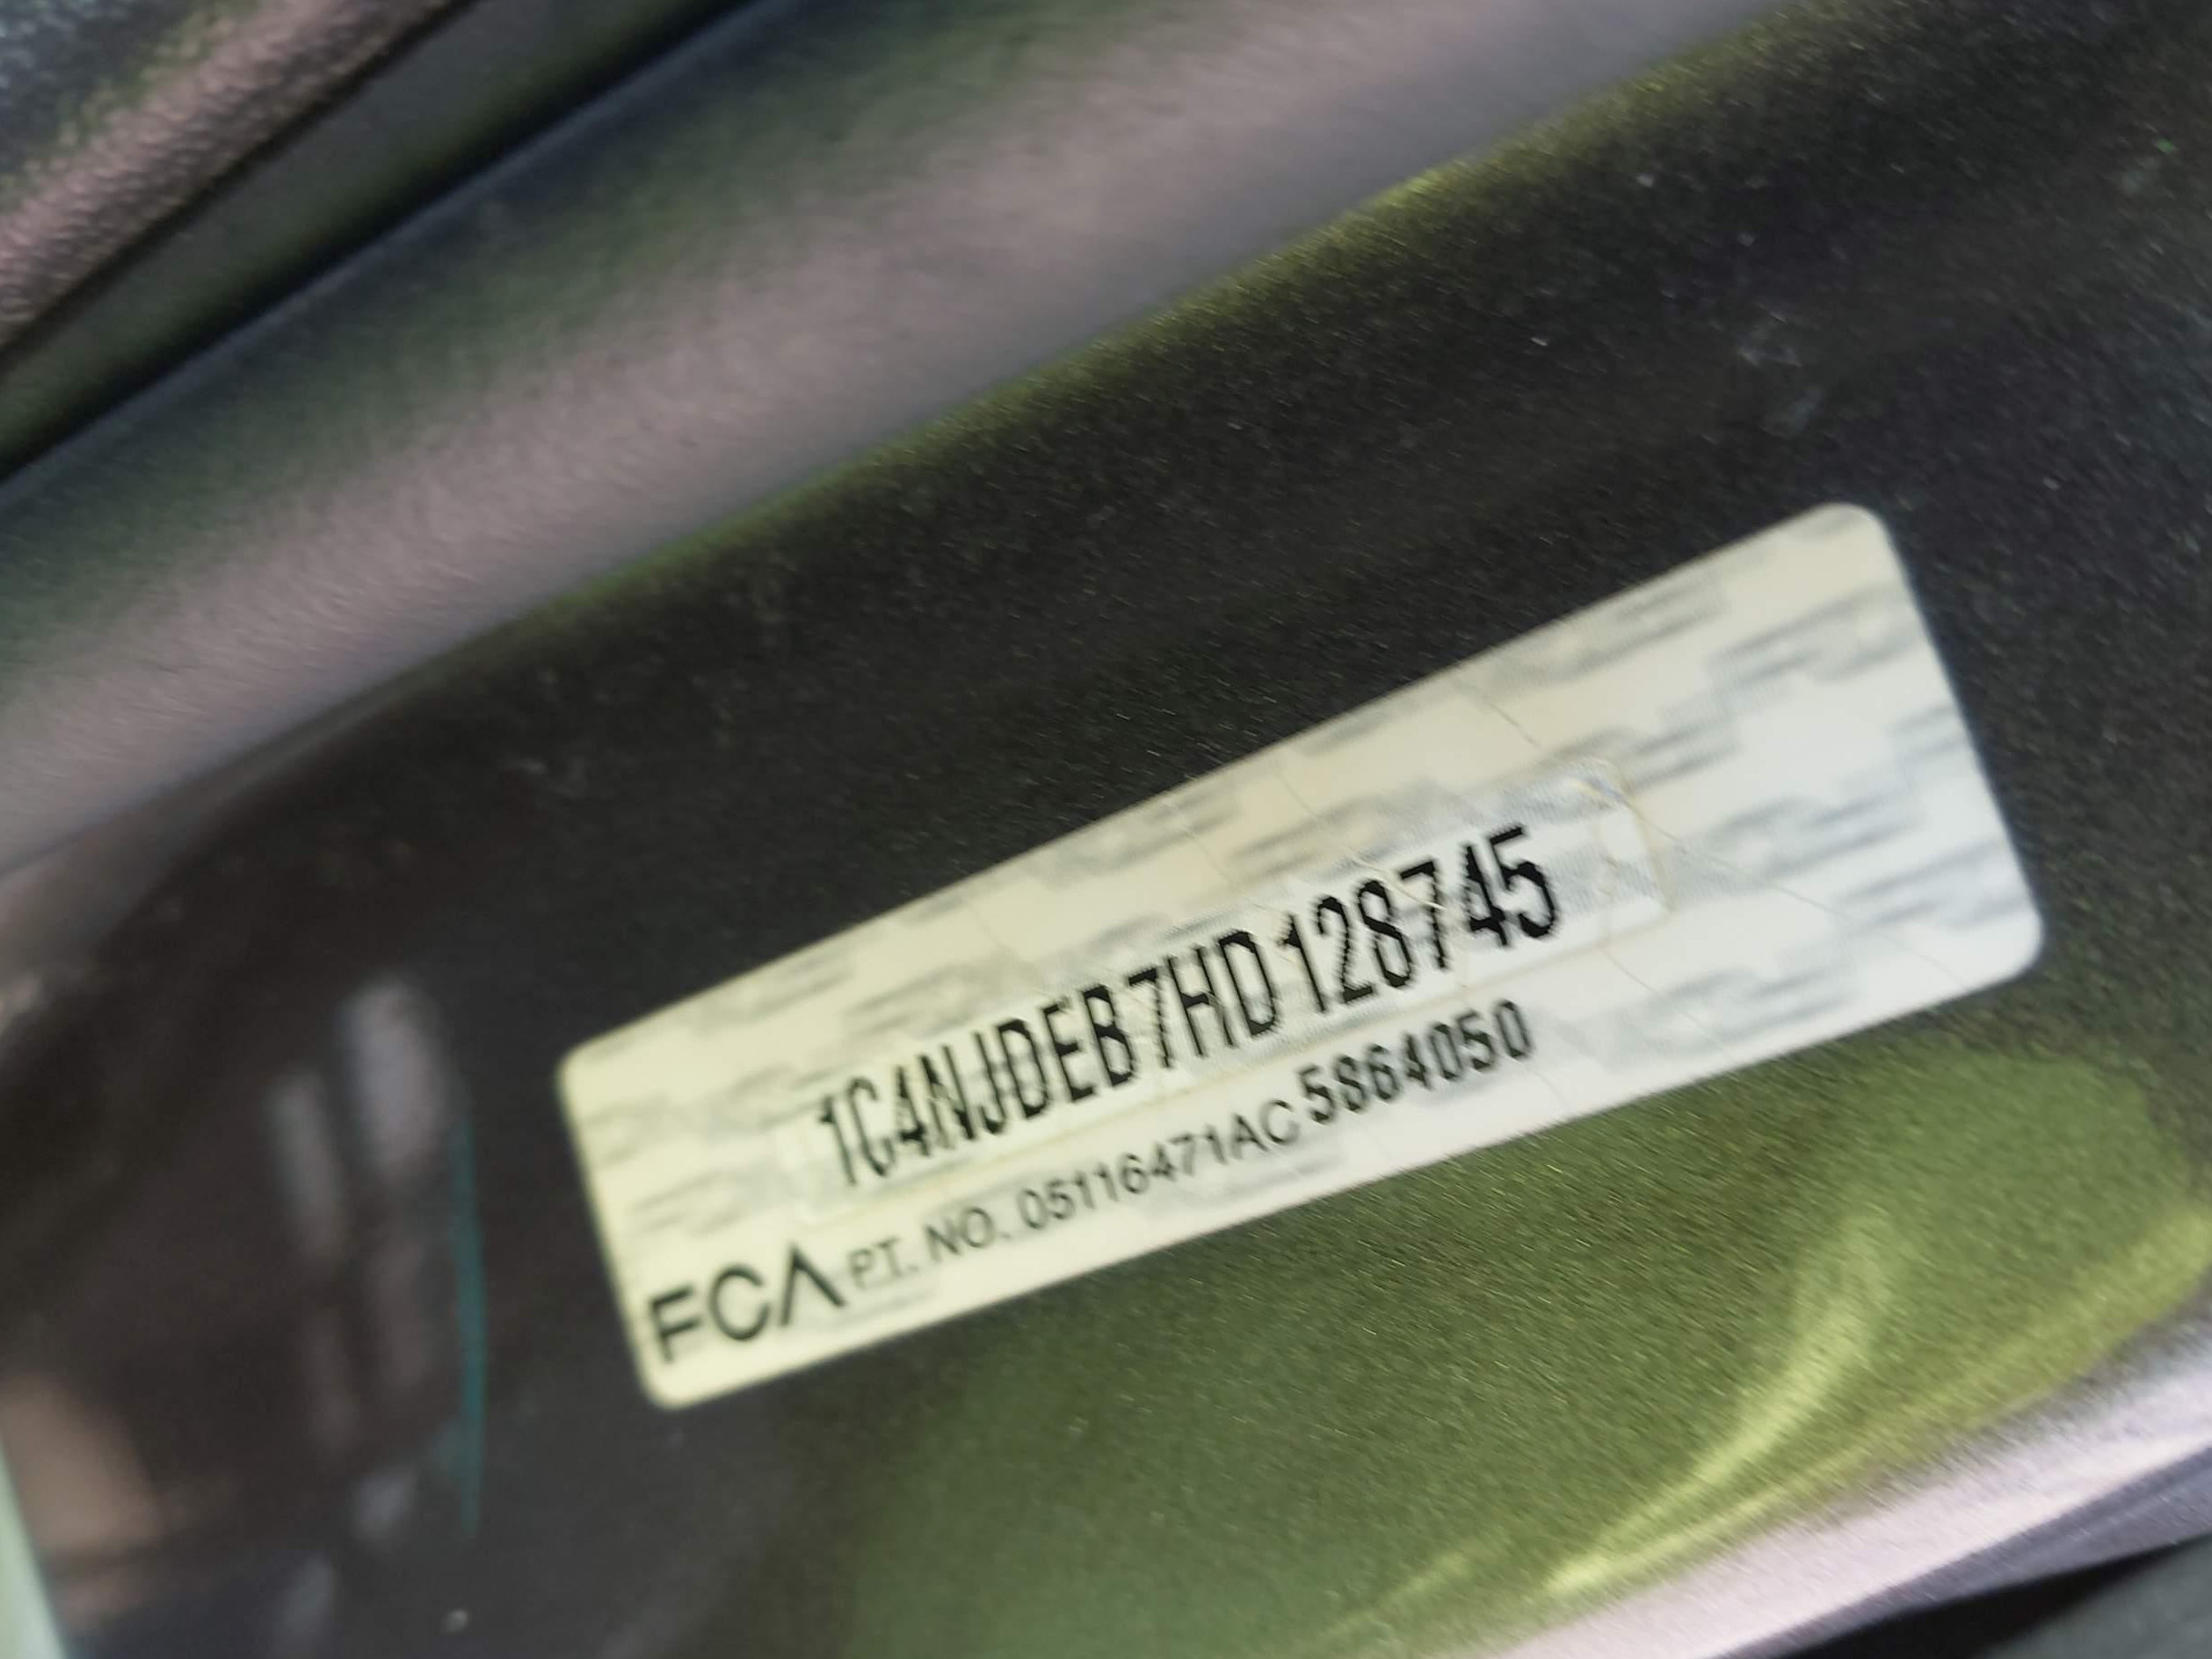 1C4NJDEB7HD128745
FCA PT. NO. 05116471AC 5864050